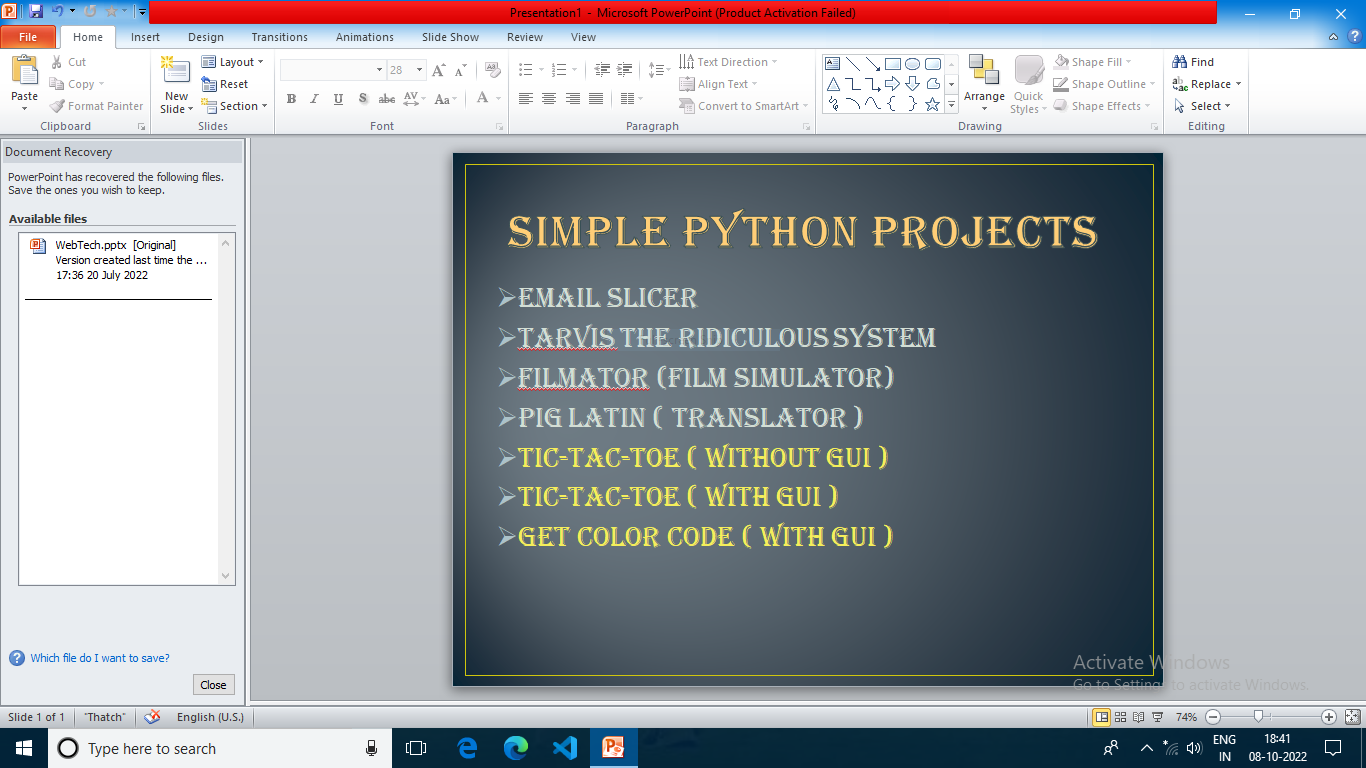 Presentation1 - Microsoft PowerPoint (Product Activation Failed)
File Home Insert Design Transitions Animations Slide Show Review View
Paste
Cut
Copy
Format Painter
Clipboard
New Slide
Layout
Reset
Section
Slides
28
B I U S abc AV Aa A
Font
Text Direction
Align Text
Convert to SmartArt
Paragraph
Arrange
Quick Styles
Shape Fill
Shape Outline
Shape Effects
Drawing
Find
Replace
Select
Editing
Document Recovery
PowerPoint has recovered the following files.
Save the ones you wish to keep.
Available files
WebTech.pptx [Original]
Version created last time the ...
17:36 20 July 2022
Which file do I want to save?
Close
SIMPLE PYTHON PROJECTS
EMAIL SLICER
TARVIS THE RIDICULOUS SYSTEM
FILMATOR (FILM SIMULATOR)
PIG LATIN ( TRANSLATOR )
TIC-TAC-TOE ( WITHOUT GUI )
TIC-TAC-TOE ( WITH GUI )
GET COLOR CODE ( WITH GUI )
Activate Windows
Go to Settings to activate Windows.
Slide 1 of 1 "Thatch" English (U.S.) 74%
Type here to search
ENG
IN
18:41
08-10-2022